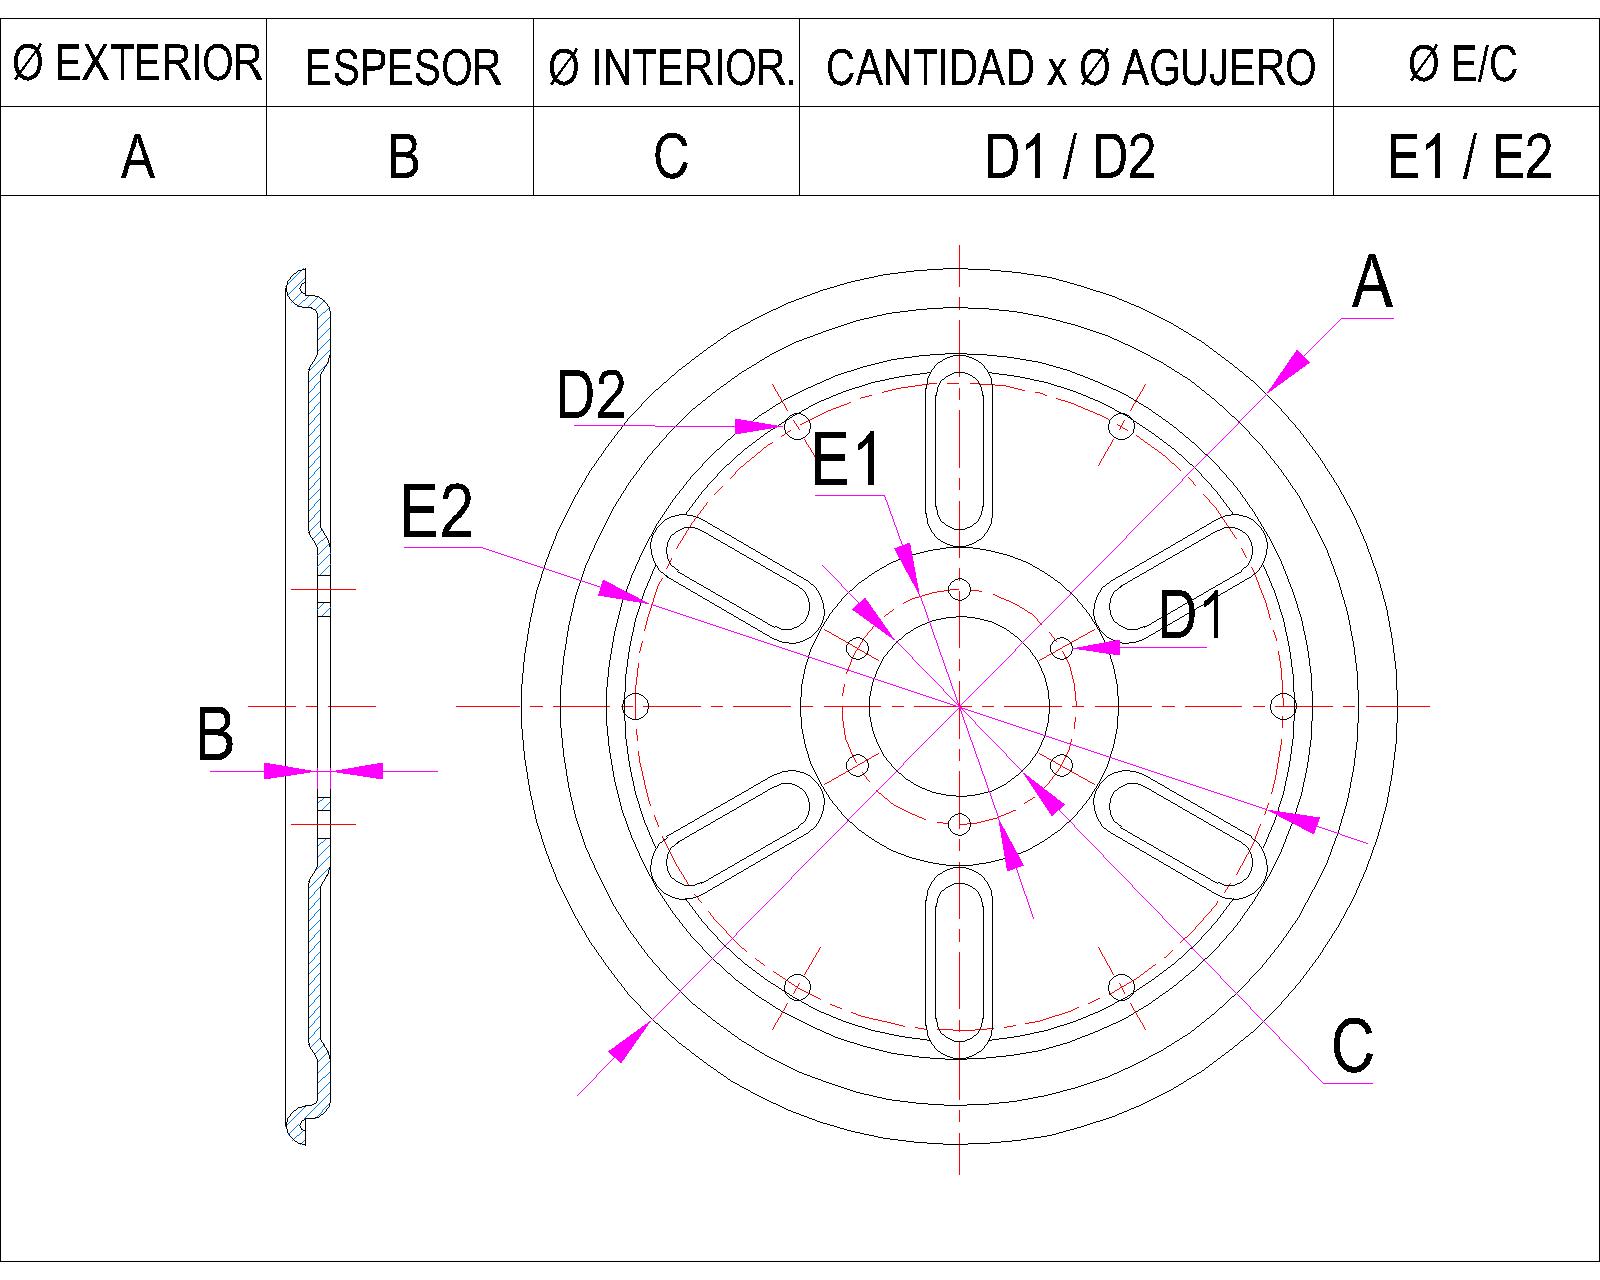 Ø EXTERIOR ESPESOR Ø INTERIOR. CANTIDAD x Ø AGUJERO Ø E/C
A B C D1 / D2 E1 / E2
A
D2
E1
E2
D1
B
C